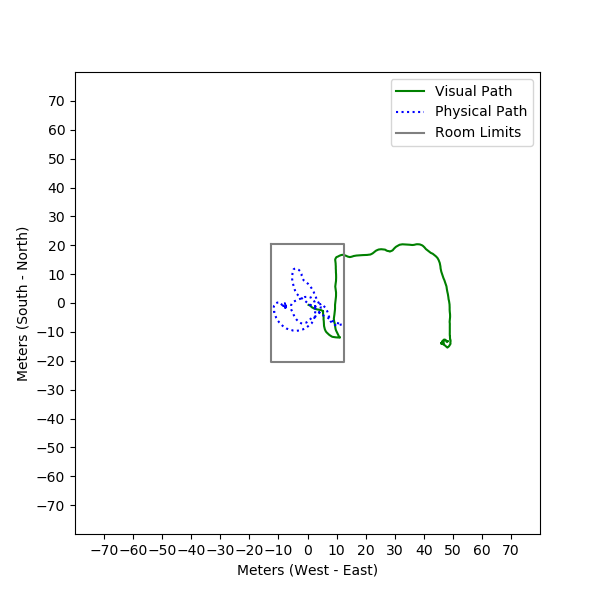 Visual Path
Physical Path
Room Limits
70
60
50
40
30
20
10
0
−10
−20
−30
−40
−50
−60
−70
Meters (South - North)
−70 −60 −50 −40 −30 −20 −10 0 10 20 30 40 50 60 70
Meters (West - East)